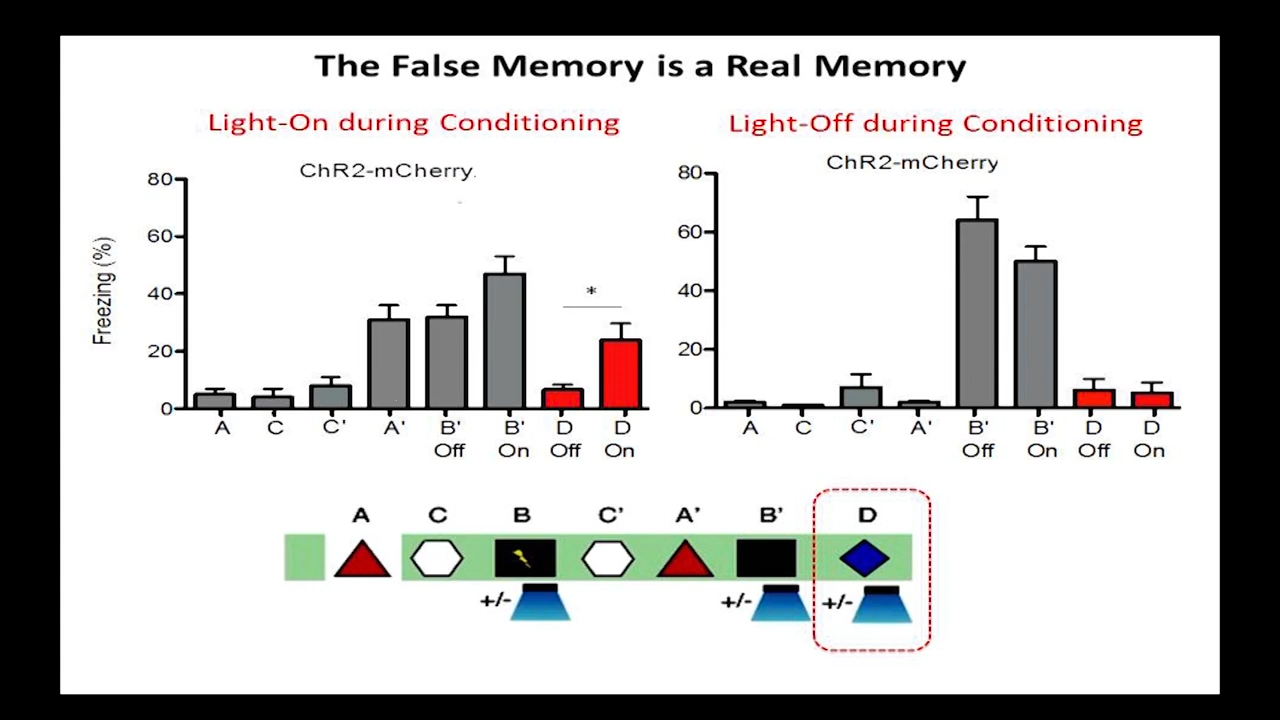 The False Memory is a Real Memory
Light-On during Conditioning
ChR2-mCherry.
Freezing (%)
80
60
40
20
0
*
A C C' A' B' B' D D
Off On Off On
Light-Off during Conditioning
ChR2-mCherry
80
60
40
20
0
A C C' A' B' B' D D
Off On Off On
A C B C' A' B' D
+/- +/- +/-